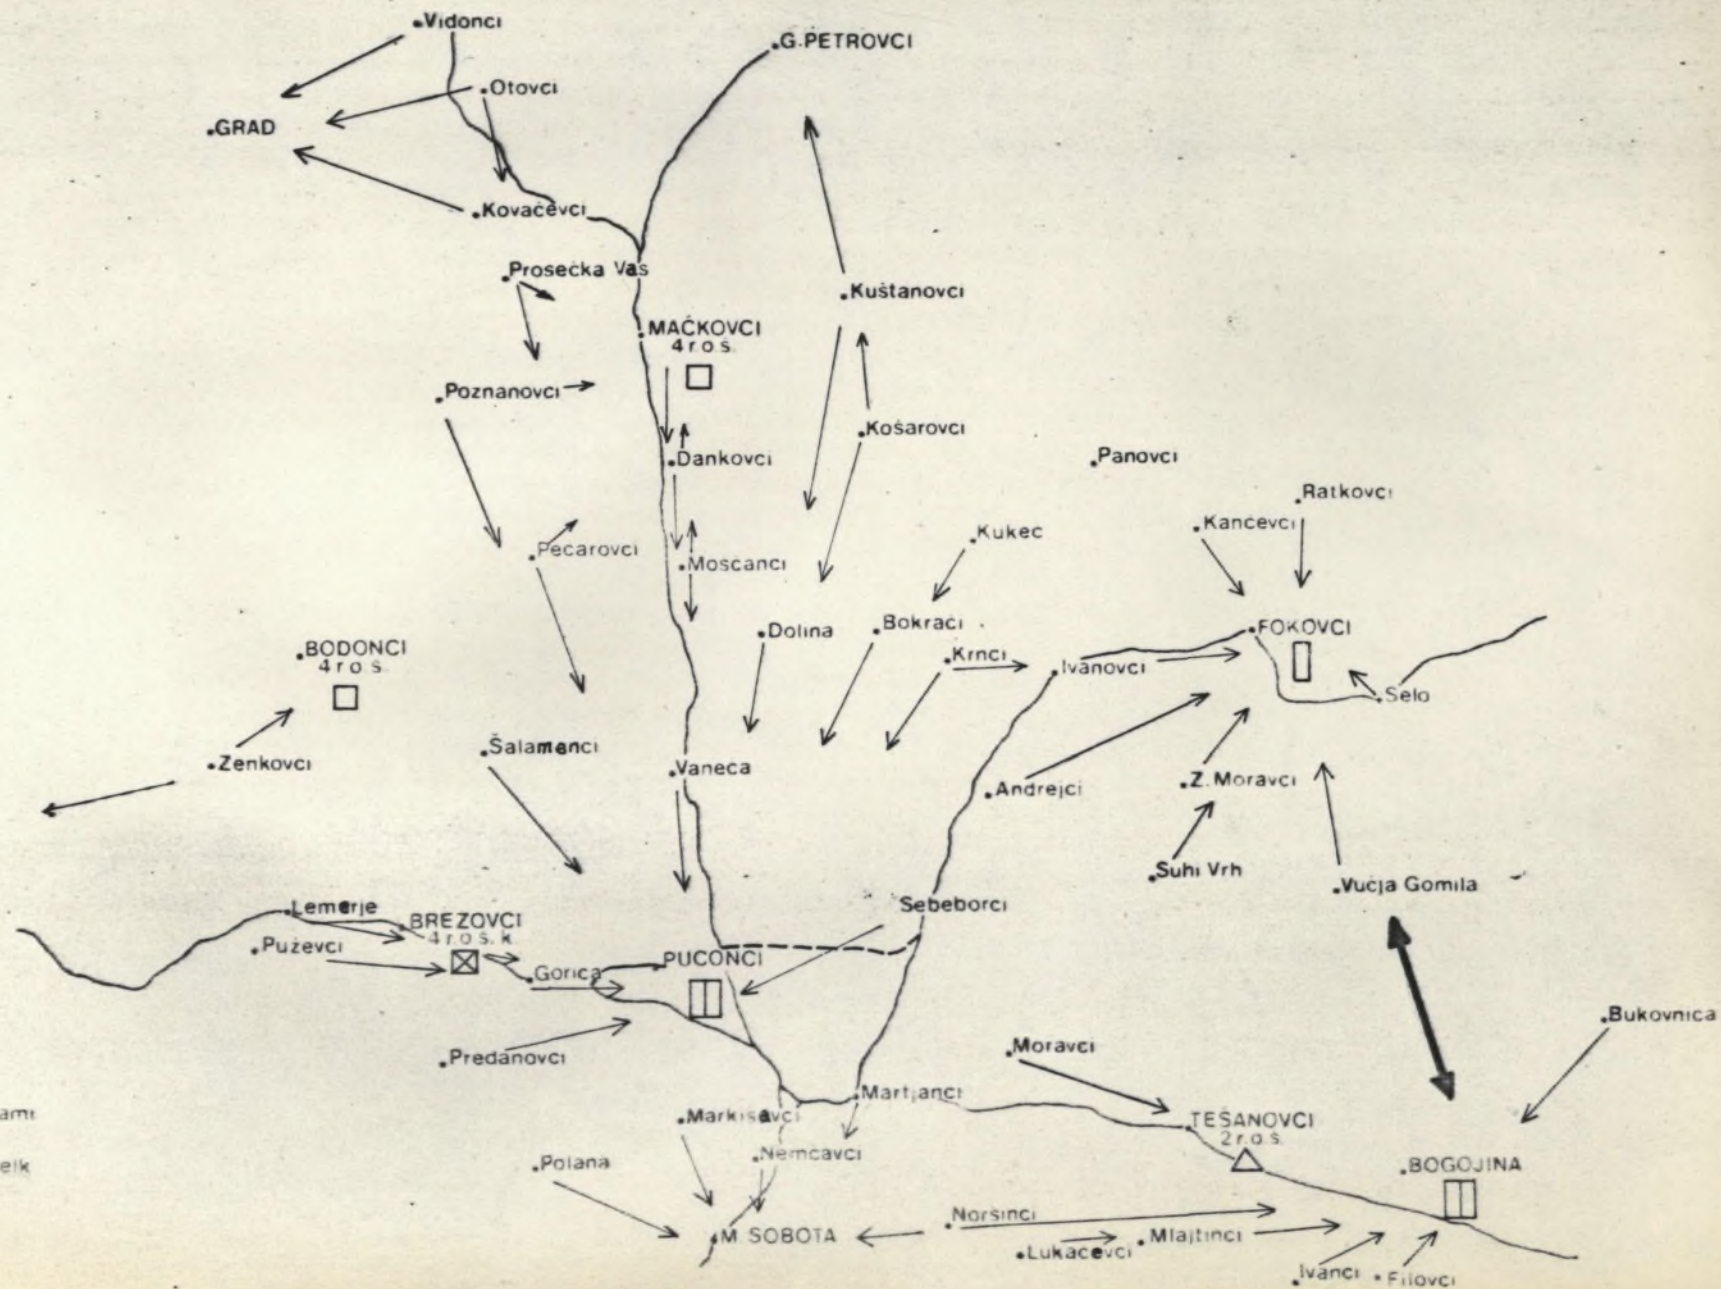 Vidonci
G. PETROVCI
Otovci
GRAD
Kovačevci
Prosečka Vas
Kuštanovci
MAČKOVCI
4 r.o.š.
Poznanovci
Košarovci
Dankovci
Panovci
Ratkovci
Kančevci
Kukec
Pečarovci
Moščanci
Dolina
Bokrači
FOKOVCI
BODONCI
4 r.o.š.
Krnci
Ivanovci
Selo
Šalamenci
Zenkovci
Vaneča
Andrejci
Z. Moravci
Suhi Vrh
Vučja Gomila
Lemerje
Sebeborci
BREZOVCI
4 r.o.š.k.
Puževci
PUCONCI
Gorica
Bukovnica
Predanovci
Moravci
Martjanci
ami
Markišavci
TEŠANOVCI
2 r.o.š.
Nemčavci
elk
Polana
BOGOJINA
Noršinci
M. SOBOTA
Mlajtinci
Lukačevci
Ivanci
Filovci